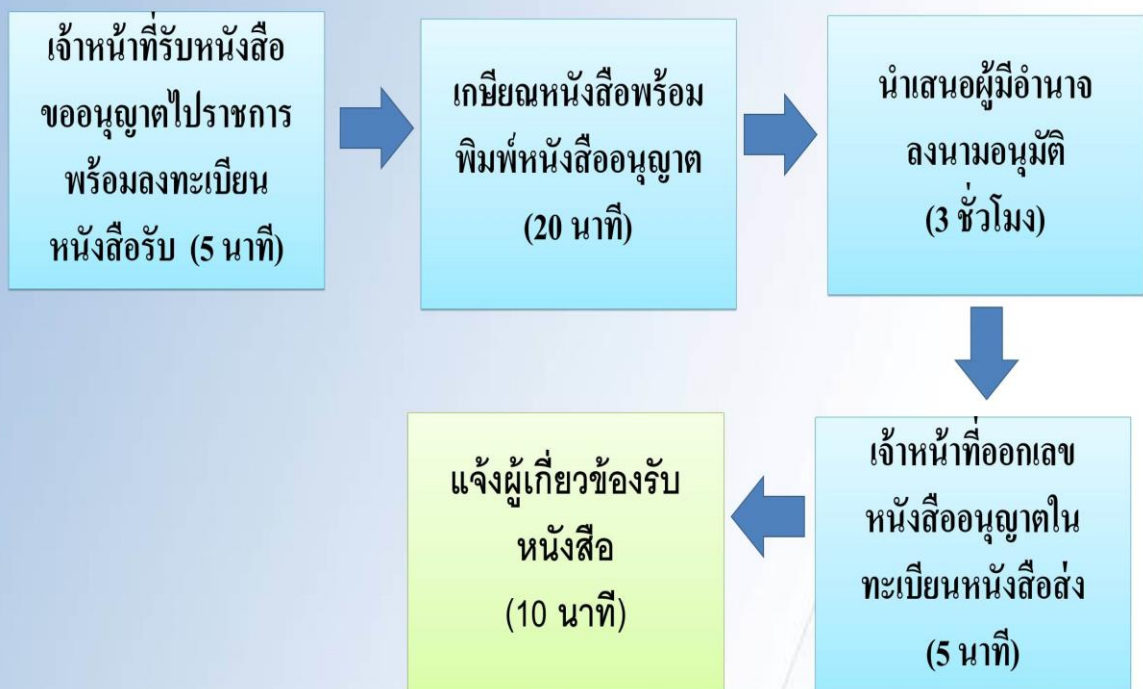 เจ้าหน้าที่รับหนังสือ
ขออนุญาตไปราชการ
พร้อมลงทะเบียน
หนังสือรับ (5 นาที)
เกษียณหนังสือพร้อม
พิมพ์หนังสืออนุญาต
(20 นาที)
นำเสนอผู้มีอำนาจ
ลงนามอนุมัติ
(3 ชั่วโมง)
เจ้าหน้าที่ออกเลข
หนังสืออนุญาตใน
ทะเบียนหนังสือส่ง
(5 นาที)
แจ้งผู้เกี่ยวข้องรับ
หนังสือ
(10 นาที)